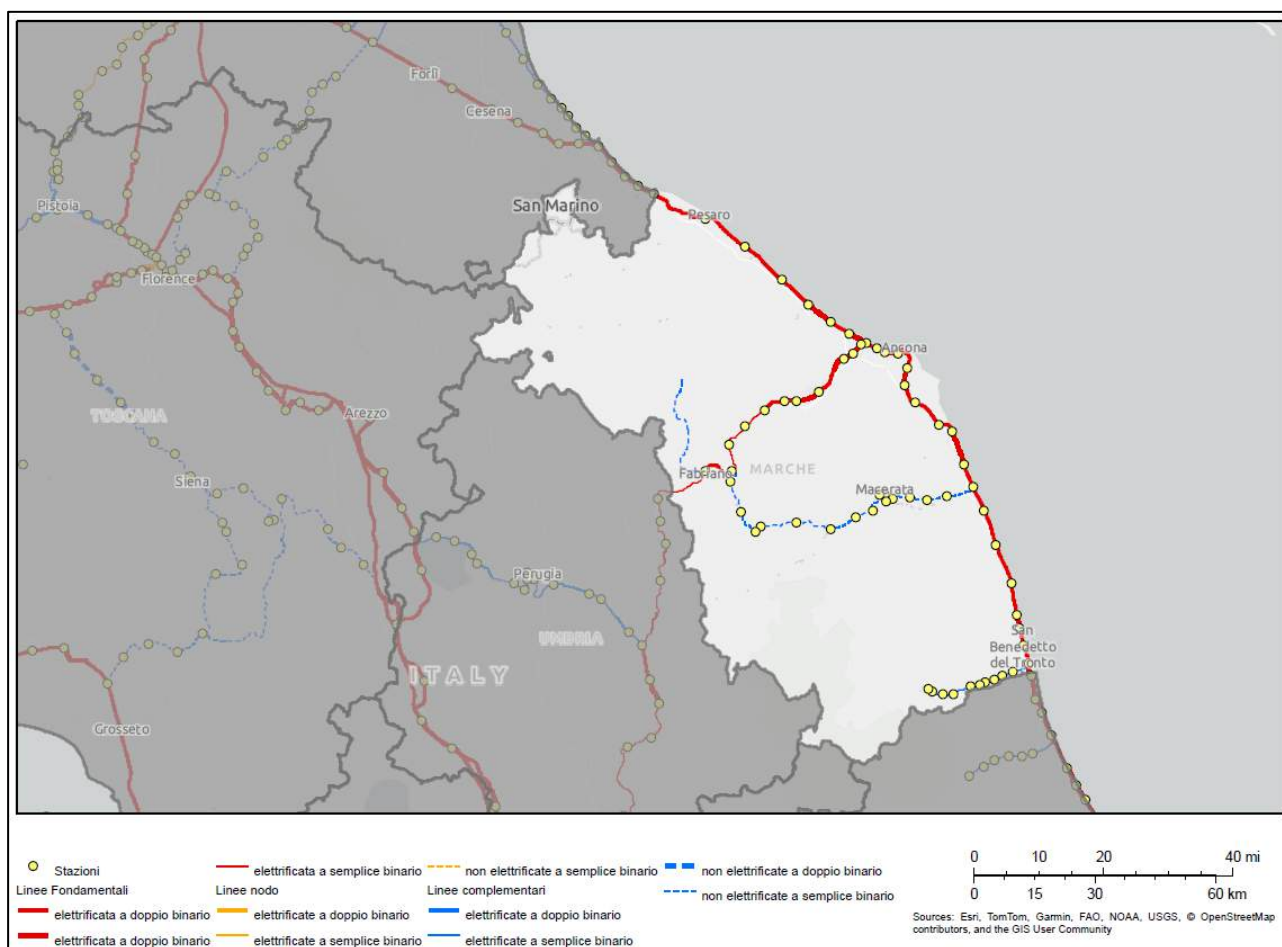 Forlì
Cesena
San Marino
Pesaro
Pistoia
Florence
Ancona
TOSCANA
Arezzo
Siena
Fabriano
MARCHE
Macerata
Perugia
UMBRIA
San
Benedetto
del Tronto
ITALY
Grosseto
Stazioni
Linee Fondamentali
elettrificata a doppio binario
elettrificata a doppio binario
elettrificata a semplice binario
Linee nodo
elettrificate a doppio binario
elettrificate a semplice binario
non elettrificate a semplice binario
Linee complementari
elettrificate a doppio binario
elettrificate a semplice binario
non elettrificate a doppio binario
non elettrificate a semplice binario
0 10 20 40 mi
0 15 30 60 km
Sources: Esri, TomTom, Garmin, FAO, NOAA, USGS, © OpenStreetMap
contributors, and the GIS User Community